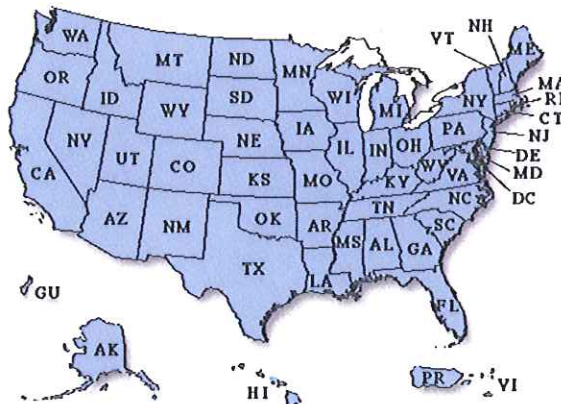 WA
MT
ND
MN
VT
NH
ME
OR
ID
WY
SD
WI
MI
NY
MA
RI
CT
NV
UT
CO
NE
IA
IL
IN
OH
PA
NJ
CA
KS
MO
KY
WV
VA
DE
MD
DC
AZ
NM
OK
AR
TN
NC
SC
TX
LA
MS
AL
GA
FL
GU
AK
HI
PR
VI